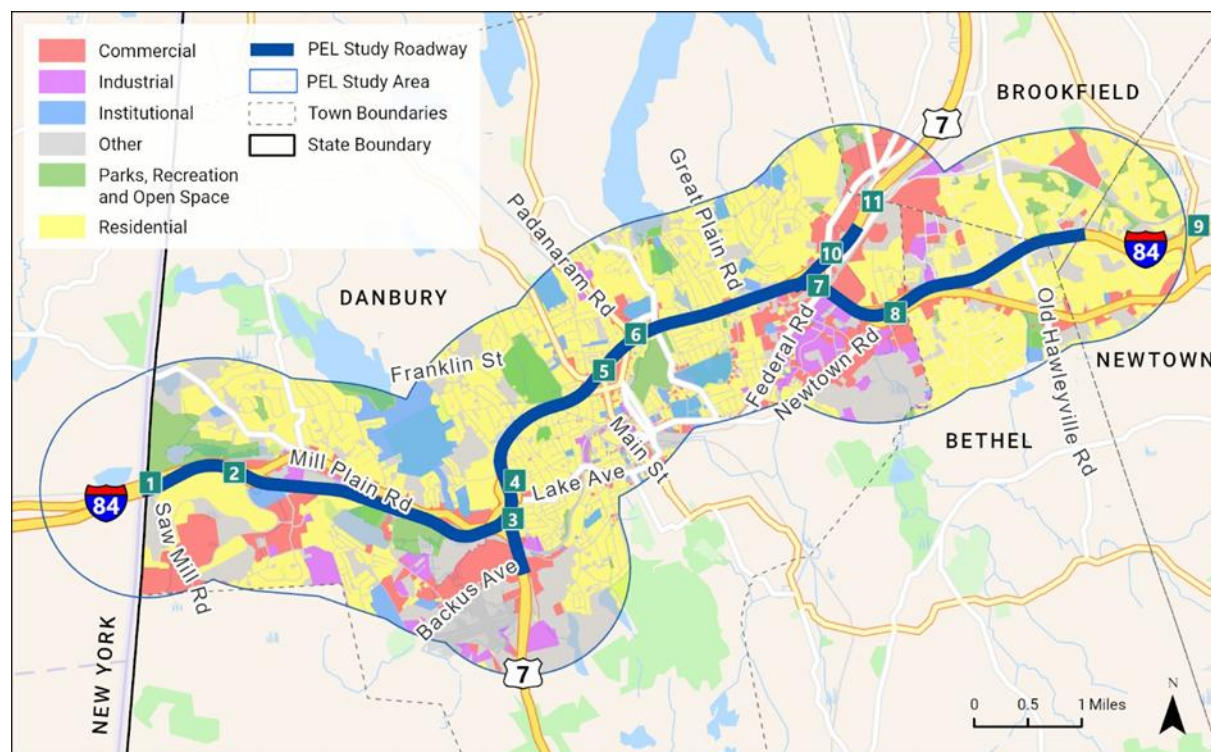 Commercial
Industrial
Institutional
Other
Parks, Recreation
and Open Space
Residential
PEL Study Roadway
PEL Study Area
Town Boundaries
State Boundary
BROOKFIELD
7
Great Plain Rd
Padanaram Rd
11
9
10
84
DANBURY
7
8
6
Old Hawleyville Rd
Federal Rd
Newtown Rd
NEWTOWN
Franklin St
5
BETHEL
Main St
Mill Plain Rd
Lake Ave
4
3
2
1
84
Saw Mill Rd
Backus Ave
NEW YORK
7
0 0.5 1 Miles
N